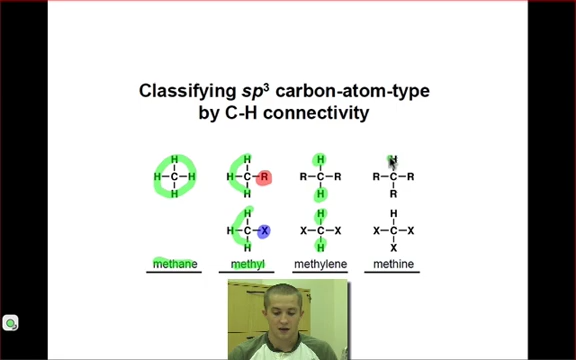 Classifying sp³ carbon-atom-type
by C-H connectivity
H H H H
H C H H C R R C R R C R
H H H R
H H H
H C X X C X X C X
H H X
methane methyl methylene methine